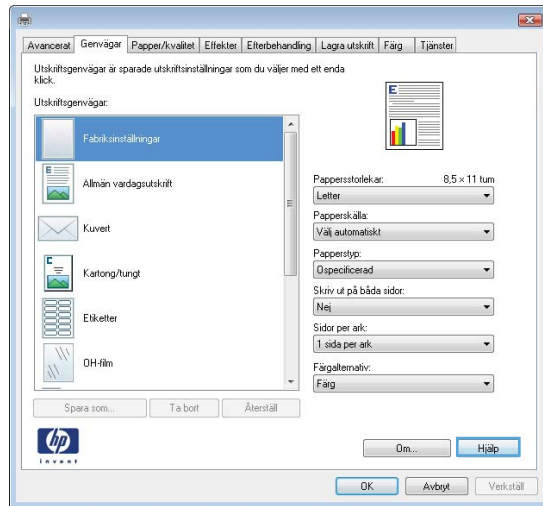 Avancerat Genvägar Papper/kvalitet Effekter Efterbehandling Lagra utskrift Färg Tjänster
Utskriftsgenvägar är sparade utskriftsinställningar som du väljer med ett enda
klick.
Utskriftsgenvägar:
Fabriksinställningar
Allmän vardagsutskrift
Kuvert
Kartong/tungt
Etiketter
OH-film
Spara som... Ta bort Återställ
E
Pappersstorlekar: 8,5 × 11 tum
Letter
Papperskälla:
Välj automatiskt
Papperstyp:
Ospecificerad
Skriv ut på båda sidor:
Nej
Sidor per ark:
1 sida per ark
Färgalternativ:
Färg
hp
invent
Om... Hjälp
OK Avbryt Verkställ